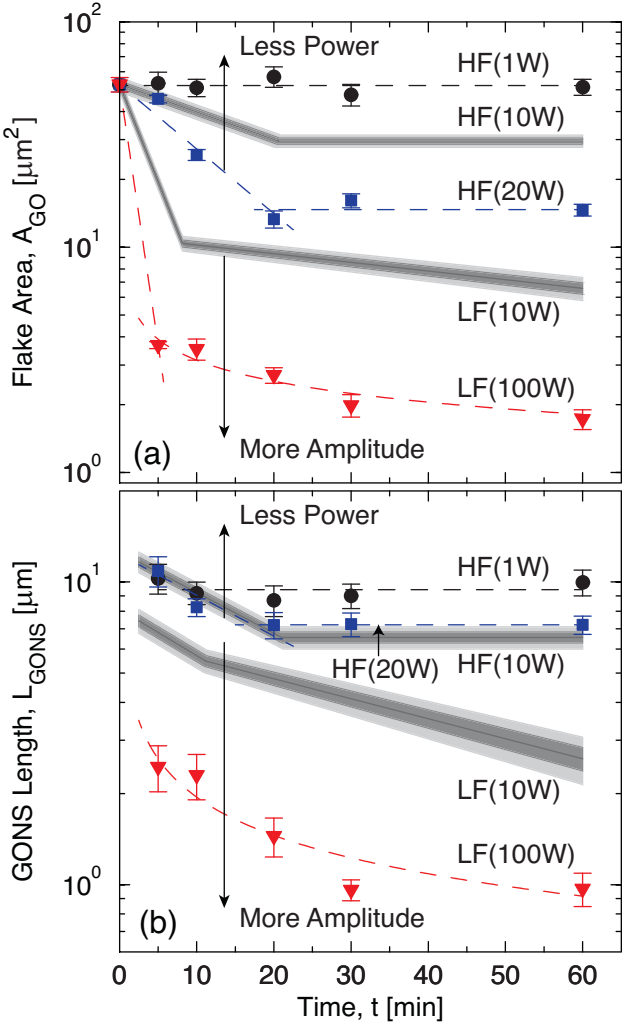 10²
Less Power
HF(1W)
HF(10W)
HF(20W)
10¹
LF(10W)
LF(100W)
(a)
More Amplitude
10⁰
Flake Area, A_GO [μm²]
Less Power
10¹
HF(1W)
HF(20W)
HF(10W)
LF(10W)
LF(100W)
10⁰
(b)
More Amplitude
GONS Length, L_GONS [μm]
0 10 20 30 40 50 60
Time, t [min]